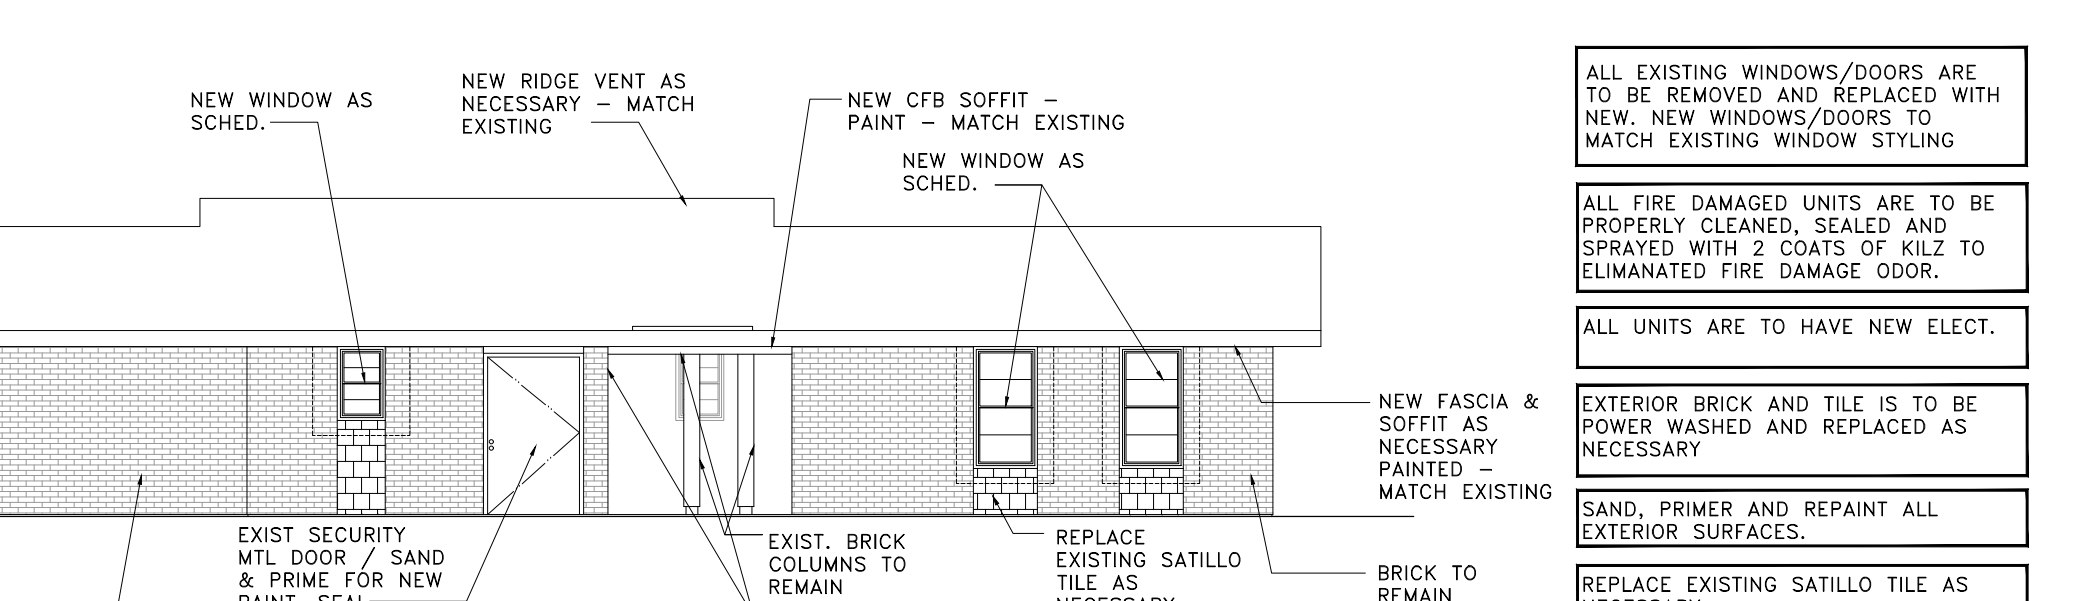 NEW WINDOW AS
SCHED.
NEW RIDGE VENT AS
NECESSARY – MATCH
EXISTING
NEW CFB SOFFIT –
PAINT – MATCH EXISTING
NEW WINDOW AS
SCHED.
NEW FASCIA &
SOFFIT AS
NECESSARY
PAINTED –
MATCH EXISTING
EXIST SECURITY
MTL DOOR / SAND
& PRIME FOR NEW
PAINT, SEAL
EXIST. BRICK
COLUMNS TO
REMAIN
REPLACE
EXISTING SATILLO
TILE AS
NECESSARY
BRICK TO
REMAIN
ALL EXISTING WINDOWS/DOORS ARE
TO BE REMOVED AND REPLACED WITH
NEW. NEW WINDOWS/DOORS TO
MATCH EXISTING WINDOW STYLING
ALL FIRE DAMAGED UNITS ARE TO BE
PROPERLY CLEANED, SEALED AND
SPRAYED WITH 2 COATS OF KILZ TO
ELIMANATED FIRE DAMAGE ODOR.
ALL UNITS ARE TO HAVE NEW ELECT.
EXTERIOR BRICK AND TILE IS TO BE
POWER WASHED AND REPLACED AS
NECESSARY
SAND, PRIMER AND REPAINT ALL
EXTERIOR SURFACES.
REPLACE EXISTING SATILLO TILE AS